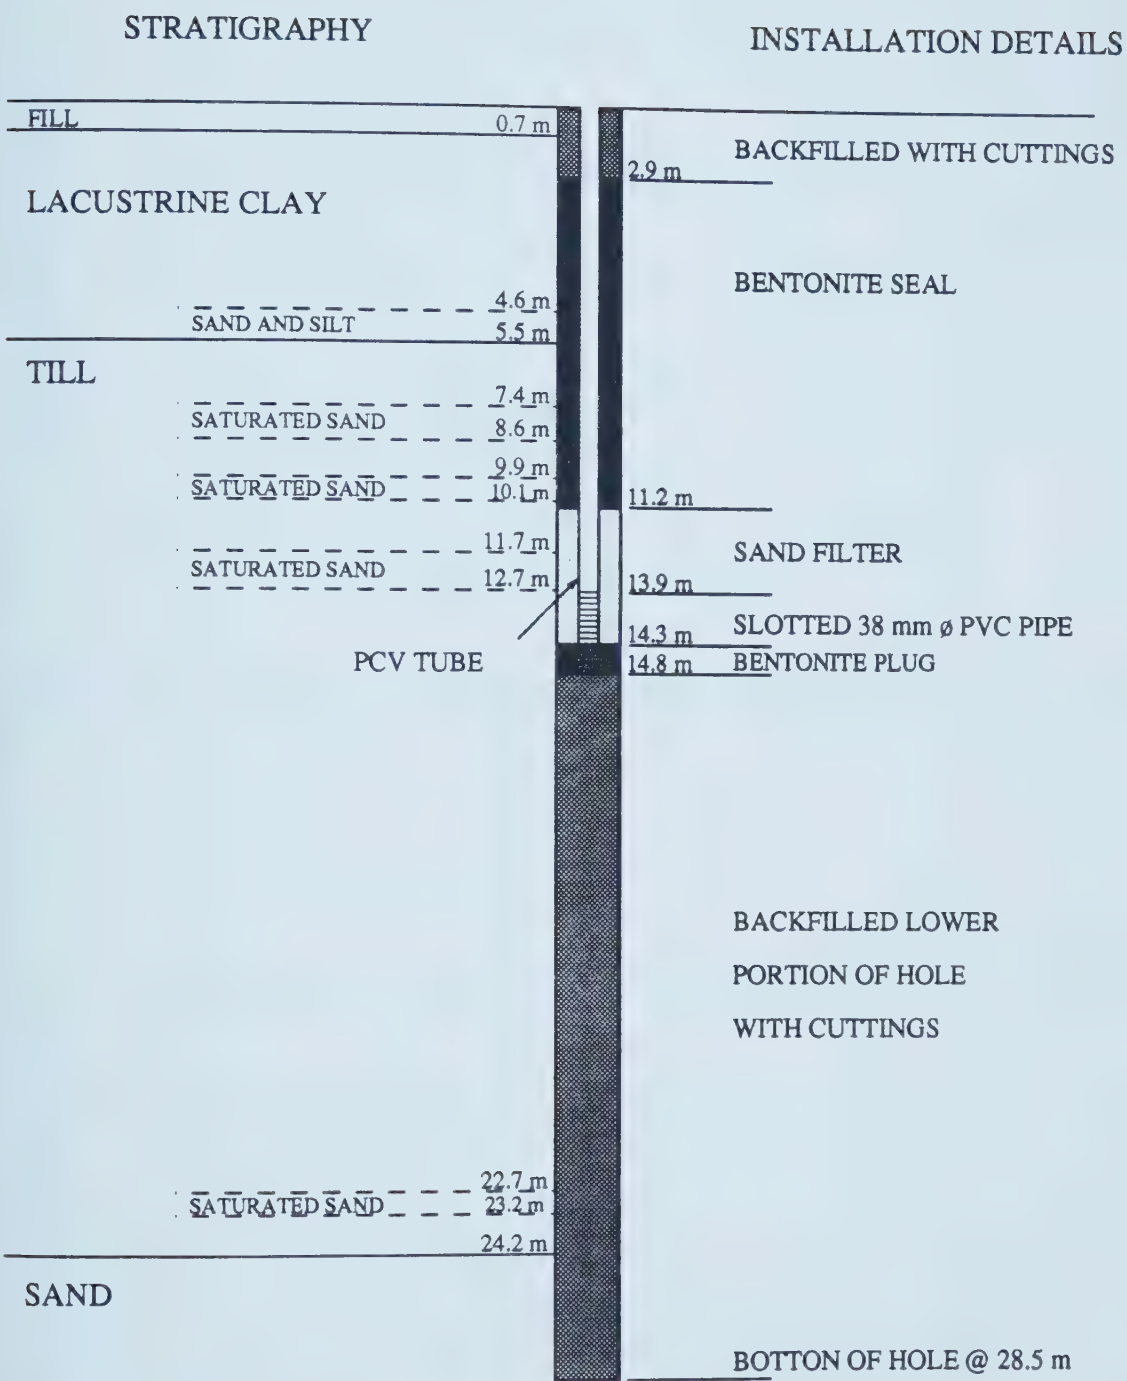 STRATIGRAPHY
INSTALLATION DETAILS
FILL
0.7 m
BACKFILLED WITH CUTTINGS
2.9 m
LACUSTRINE CLAY
BENTONITE SEAL
4.6 m
SAND AND SILT
5.5 m
TILL
7.4 m
SATURATED SAND
8.6 m
9.9 m
SATURATED SAND
10.1 m
11.2 m
11.7 m
SAND FILTER
SATURATED SAND
12.7 m
13.9 m
SLOTTED 38 mm ø PVC PIPE
14.3 m
PCV TUBE
14.8 m
BENTONITE PLUG
BACKFILLED LOWER
PORTION OF HOLE
WITH CUTTINGS
22.7 m
SATURATED SAND
23.2 m
24.2 m
SAND
BOTTON OF HOLE @ 28.5 m